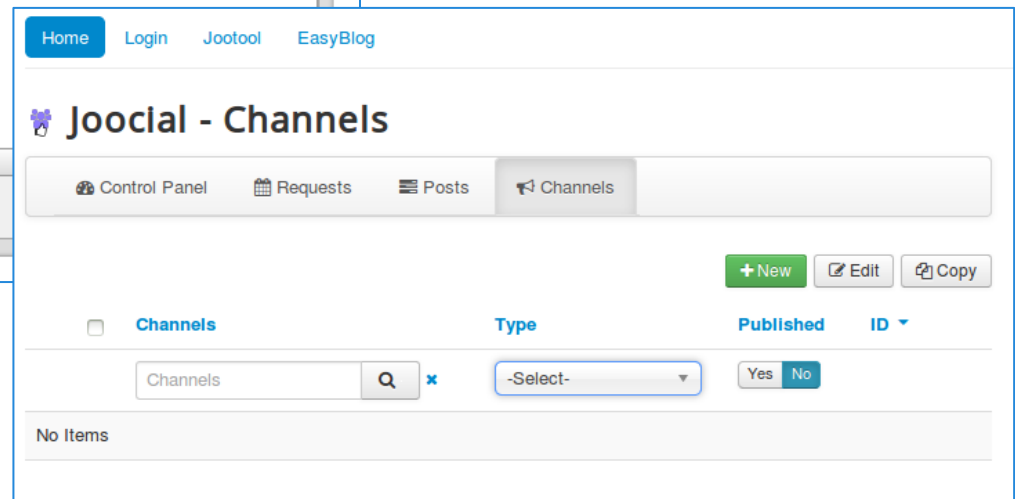 Home Login Jootool EasyBlog
Joocial - Channels
Control Panel Requests Posts Channels
+New Edit Copy
Channels Type Published ID
Channels -Select- Yes No
No Items